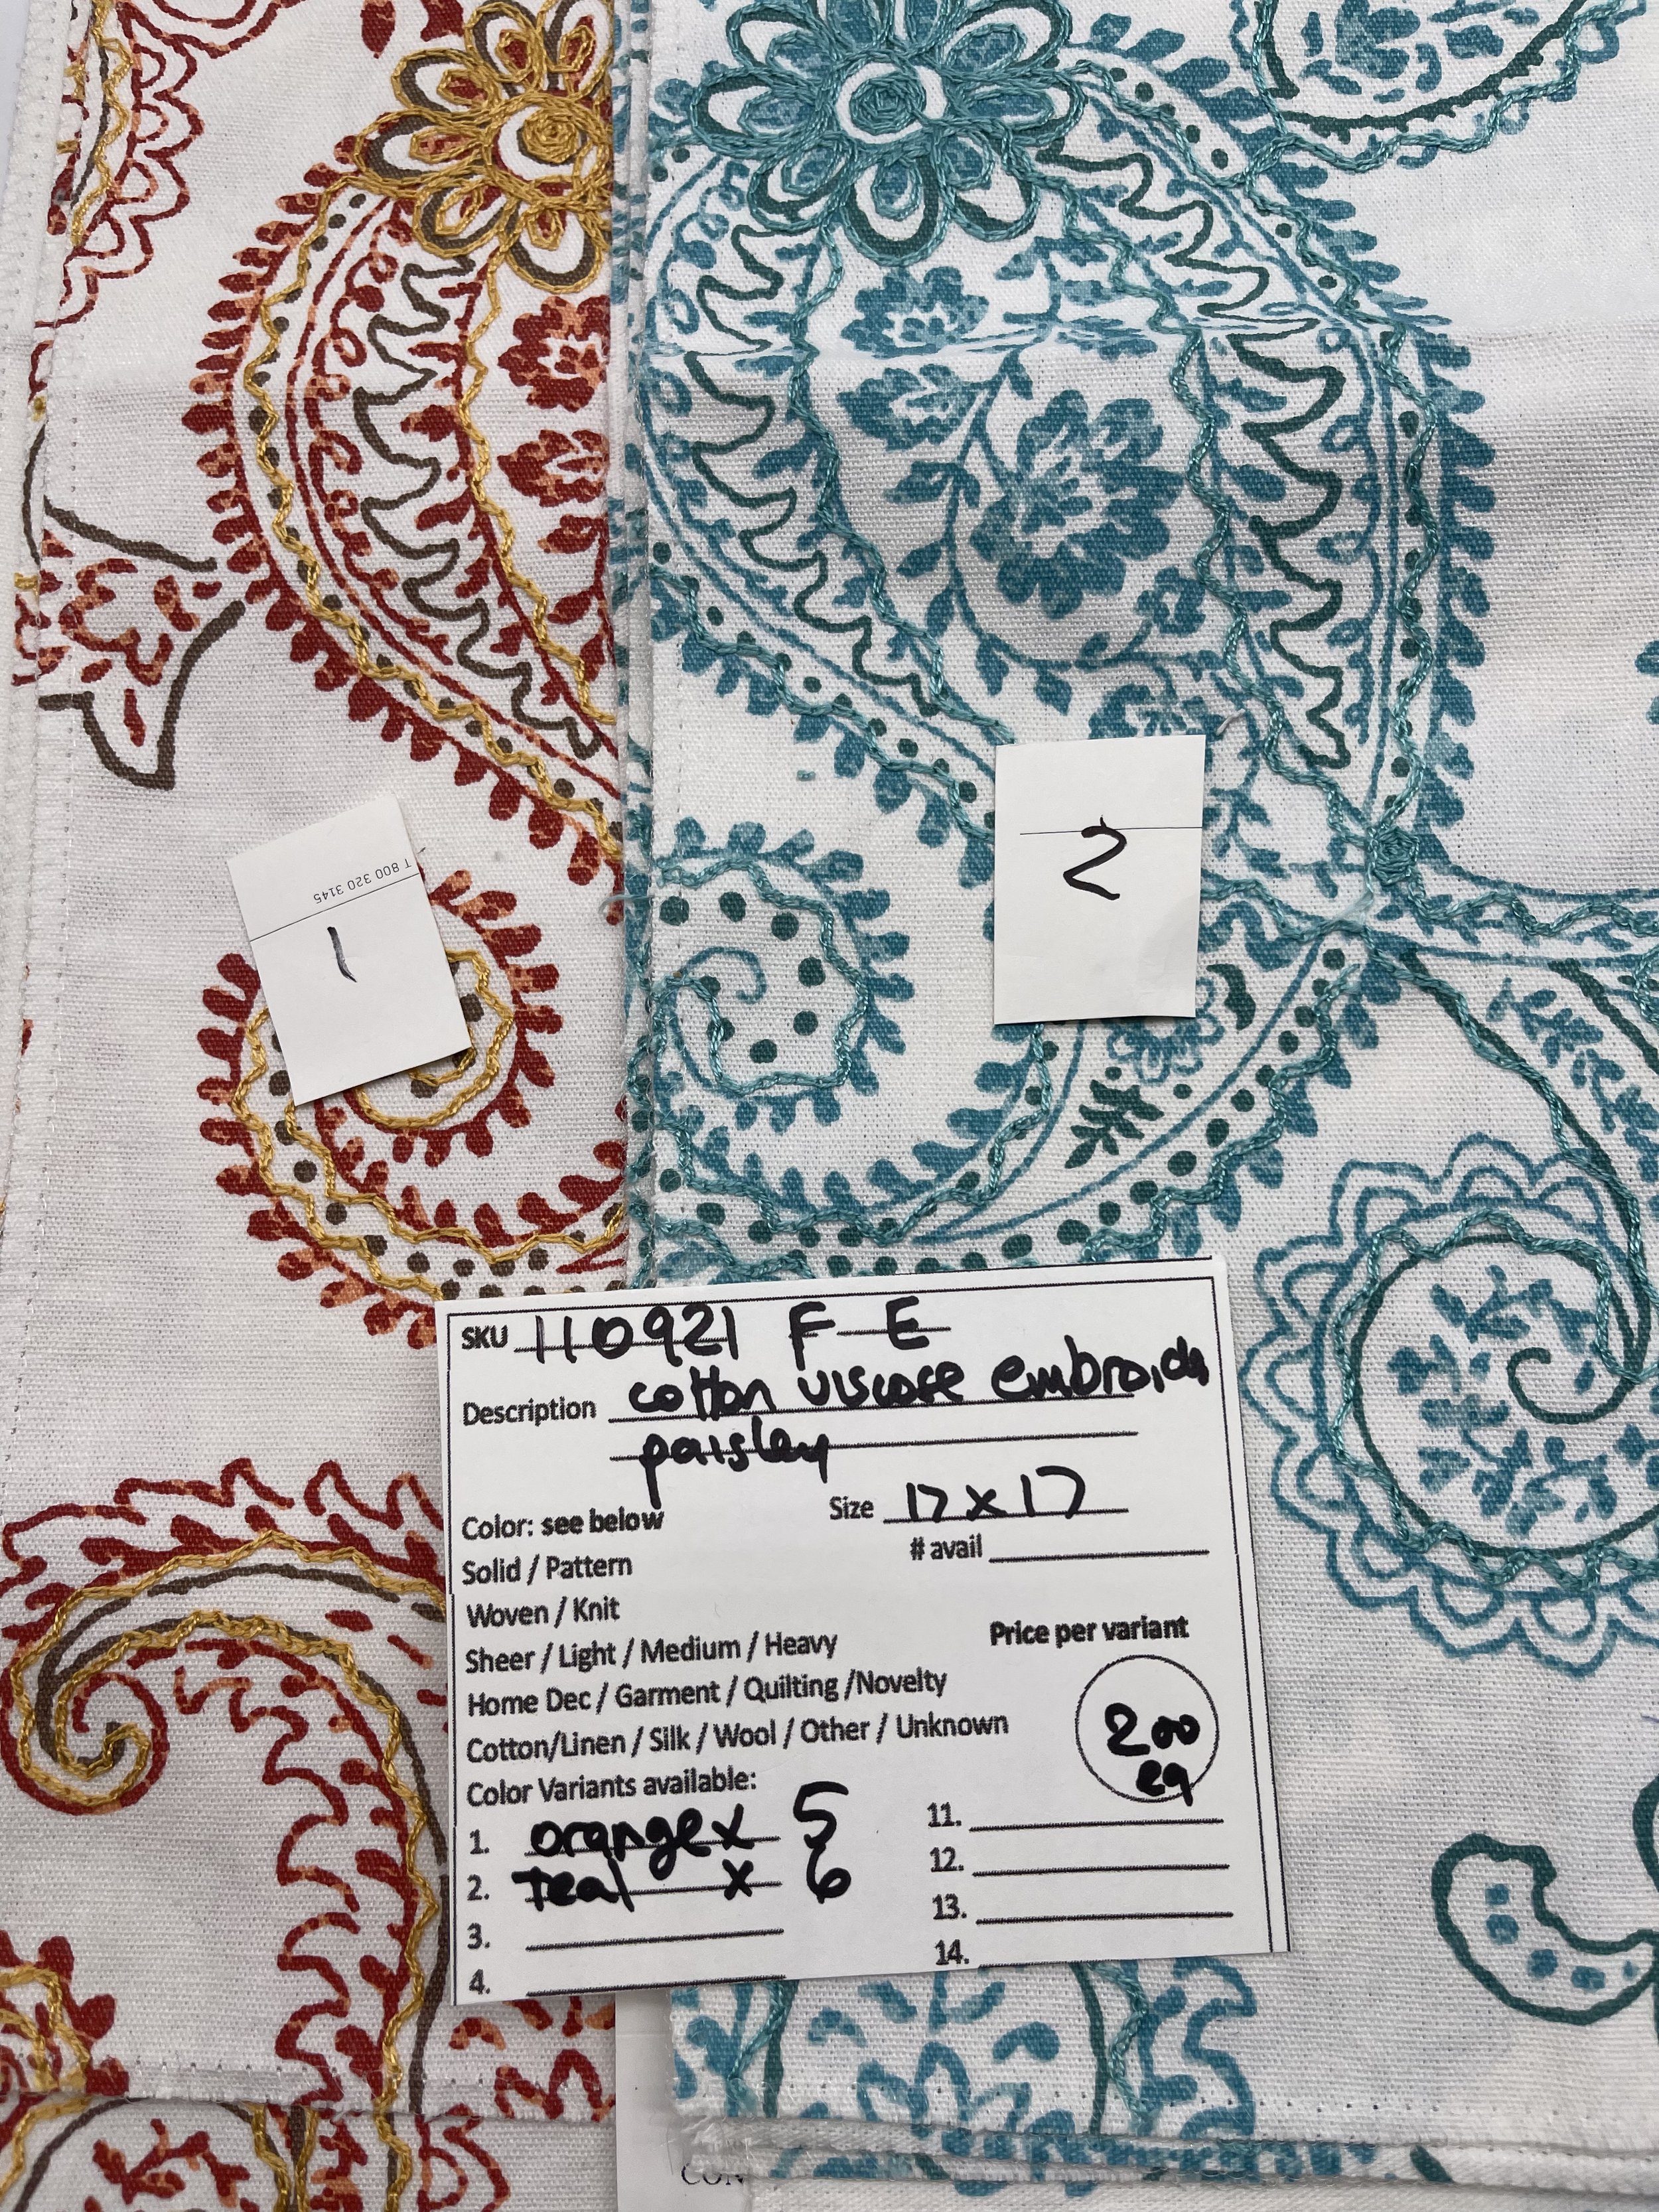 T 800 320 3145
1
2
SKU 110921 F E
Description cotton viscose embroidery
paisley
Color: see below
Size 17 x 17
# avail
Solid / Pattern
Woven / Knit
Sheer / Light / Medium / Heavy
Price per variant
Home Dec / Garment / Quilting /Novelty
2 00
ea
Cotton/Linen / Silk / Wool / Other / Unknown
Color Variants available:
1. orange x 5
2. Teal x 6
3.
4.
11.
12.
13.
14.
CON